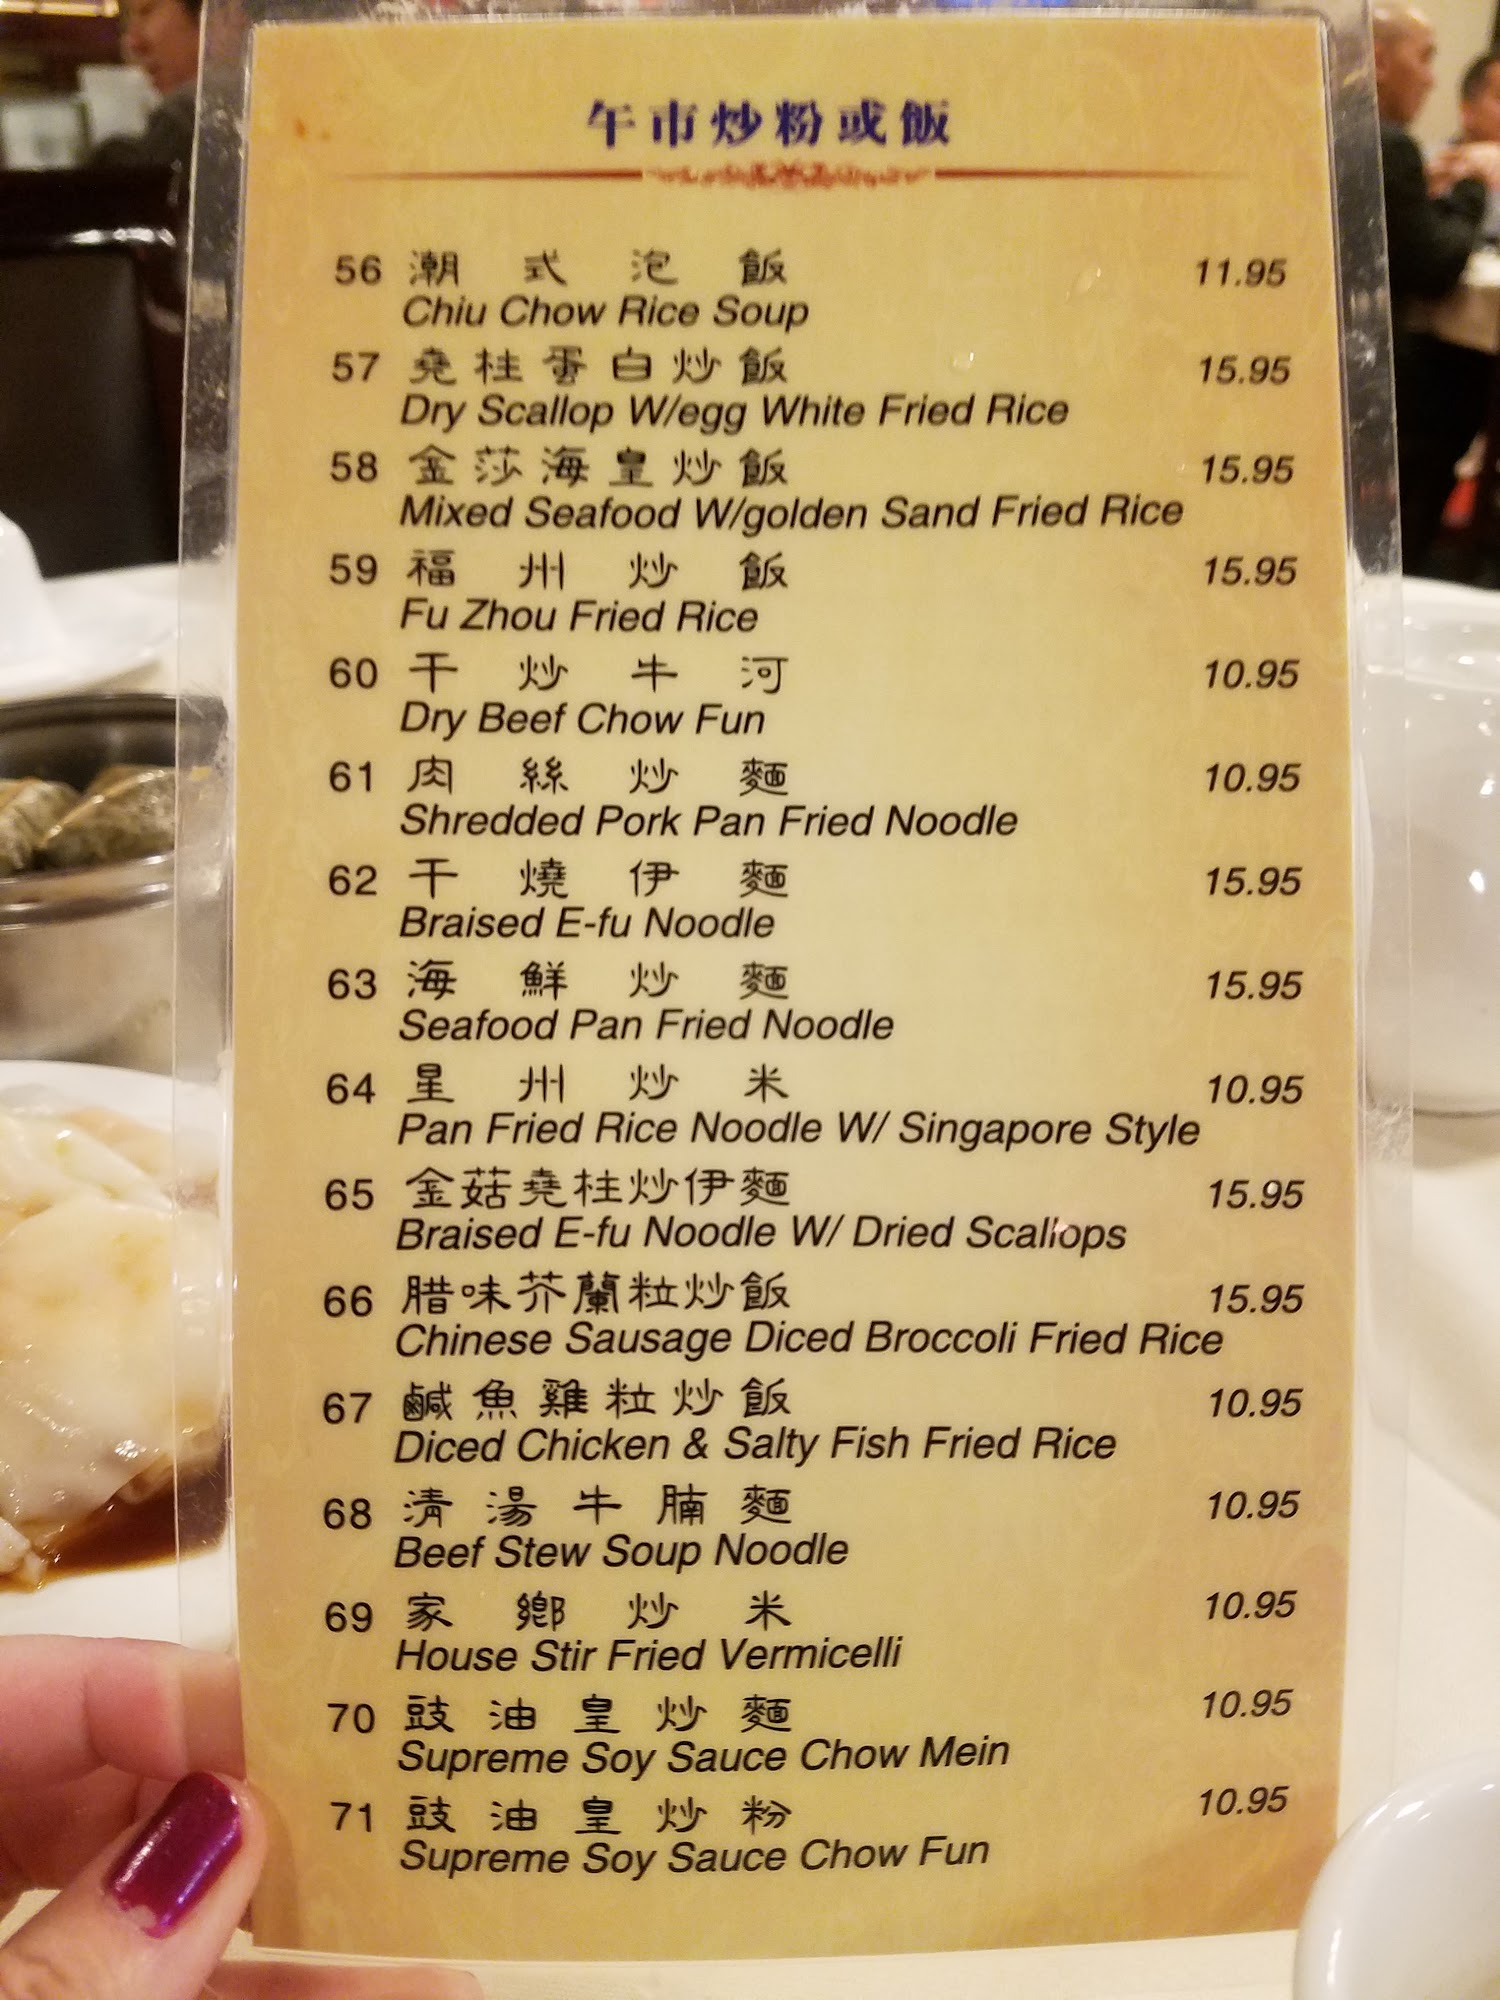 午市炒粉或飯
56 潮式泡飯 11.95
Chiu Chow Rice Soup
57 堯柱蛋白炒飯 15.95
Dry Scallop W/egg White Fried Rice
58 金莎海皇炒飯 15.95
Mixed Seafood W/golden Sand Fried Rice
59 福州炒飯 15.95
Fu Zhou Fried Rice
60 干炒牛河 10.95
Dry Beef Chow Fun
61 肉絲炒麵 10.95
Shredded Pork Pan Fried Noodle
62 干燒伊麵 15.95
Braised E-fu Noodle
63 海鮮炒麵 15.95
Seafood Pan Fried Noodle
64 星州炒米 10.95
Pan Fried Rice Noodle W/ Singapore Style
65 金菇堯柱炒伊麵 15.95
Braised E-fu Noodle W/ Dried Scallops
66 腊味芥蘭粒炒飯 15.95
Chinese Sausage Diced Broccoli Fried Rice
67 鹹魚雞粒炒飯 10.95
Diced Chicken & Salty Fish Fried Rice
68 清湯牛腩麵 10.95
Beef Stew Soup Noodle
69 家鄉炒米 10.95
House Stir Fried Vermicelli
70 豉油皇炒麵 10.95
Supreme Soy Sauce Chow Mein
71 豉油皇炒粉 10.95
Supreme Soy Sauce Chow Fun